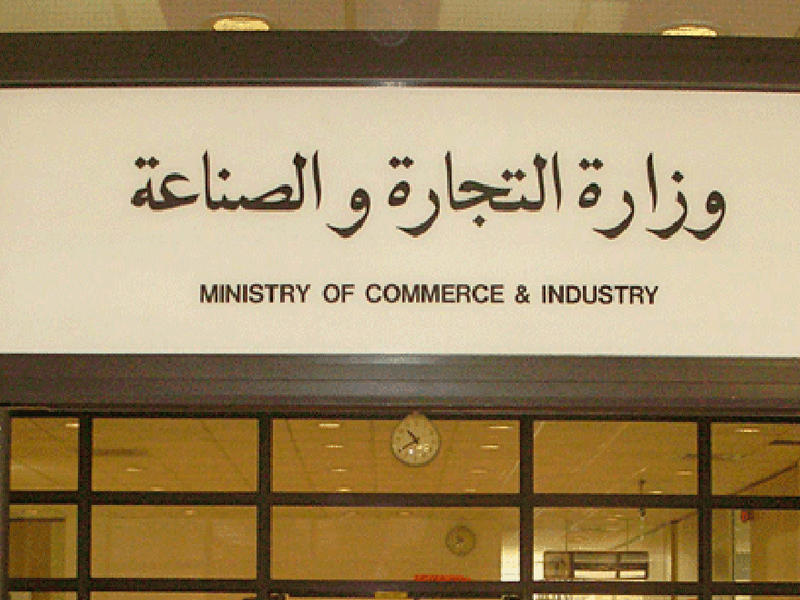 وزارة التجارة و الصناعة
MINISTRY OF COMMERCE & INDUSTRY